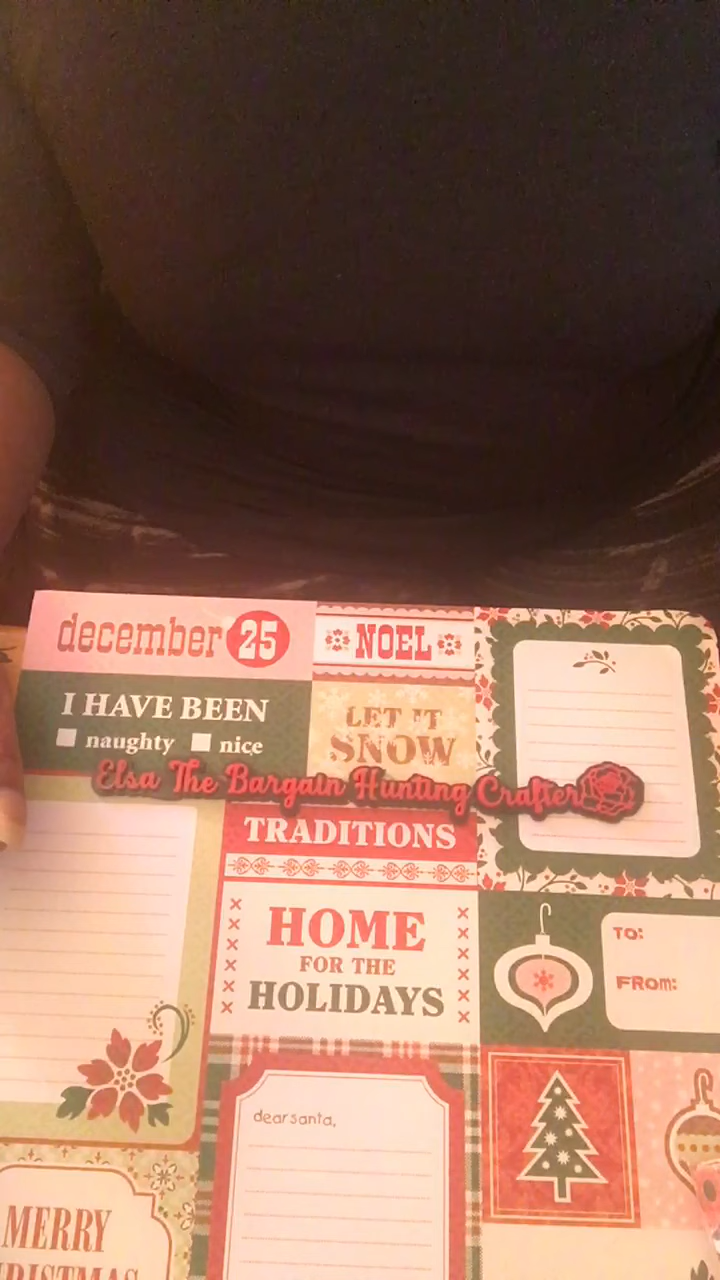 december 25
NOEL
I HAVE BEEN
naughty nice
LET IT
SNOW
Elsa The Bargain Hunting Crafter
TRADITIONS
HOME
FOR THE
HOLIDAYS
TO:
FROM:
dear santa,
MERRY